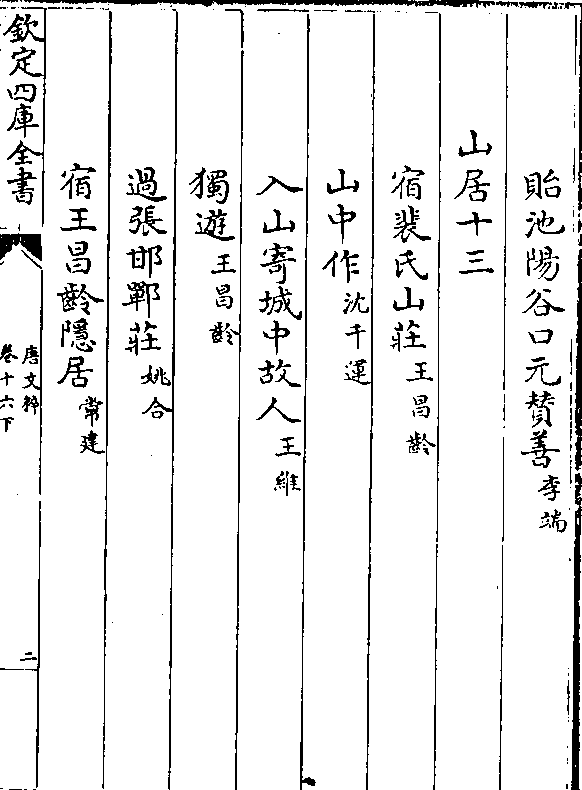 貽池陽谷口元賛善李端
山居十三
宿裴氏山莊王昌齡
山中作沈千運
入山寄城中故人王維
獨遊王昌齡
過張邯鄲莊姚合
宿王昌齡隱居常建
欽定四庫全書
唐文粹
卷十六下
二